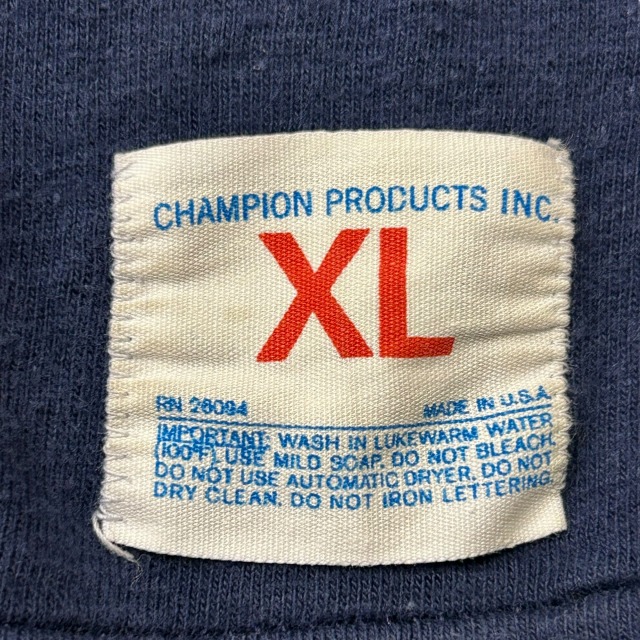 CHAMPION PRODUCTS INC.
XL
RN 26094 MADE IN U.S.A.
IMPORTANT: WASH IN LUKEWARM WATER
(100°F) USE MILD SOAP. DO NOT BLEACH.
DO NOT USE AUTOMATIC DRYER. DO NOT
DRY CLEAN. DO NOT IRON LETTERING.